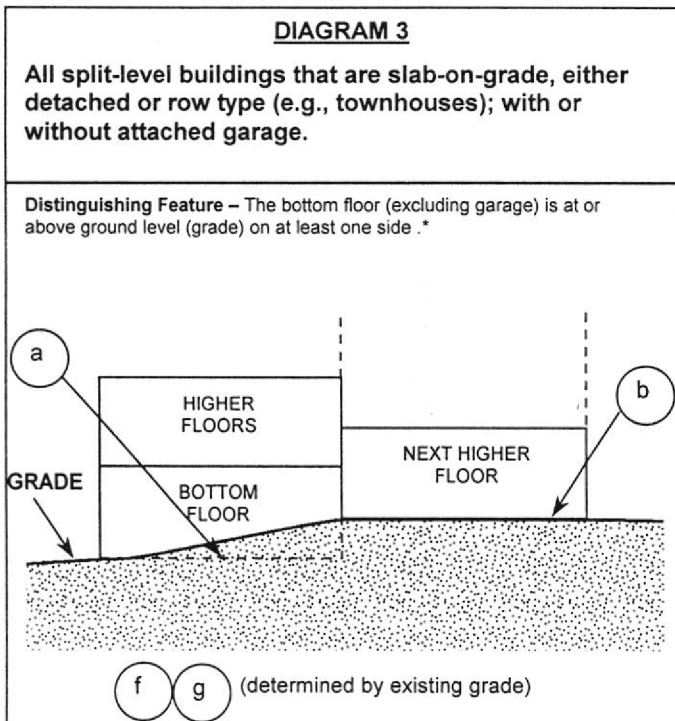 DIAGRAM 3
All split-level buildings that are slab-on-grade, either
detached or row type (e.g., townhouses); with or
without attached garage.
Distinguishing Feature – The bottom floor (excluding garage) is at or
above ground level (grade) on at least one side .*
a
b
HIGHER
FLOORS
NEXT HIGHER
FLOOR
GRADE
BOTTOM
FLOOR
f g (determined by existing grade)